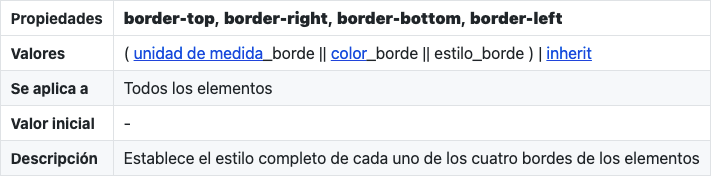 Propiedades border-top, border-right, border-bottom, border-left
Valores ( unidad de medida_borde || color_borde || estilo_borde ) | inherit
Se aplica a Todos los elementos
Valor inicial -
Descripción Establece el estilo completo de cada uno de los cuatro bordes de los elementos